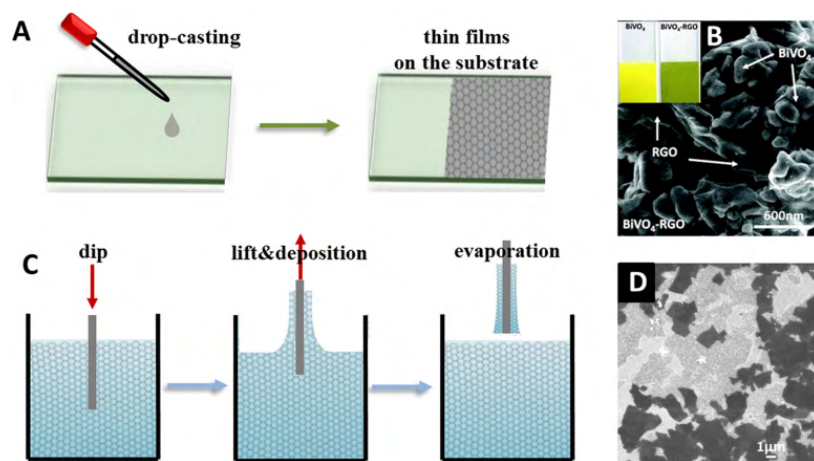 A
drop-casting
thin films
on the substrate
B
BiVO₄
BiVO₄-RGO
BiVO₄
RGO
BiVO₄-RGO
600nm
C
dip
lift&deposition
evaporation
D
1μm